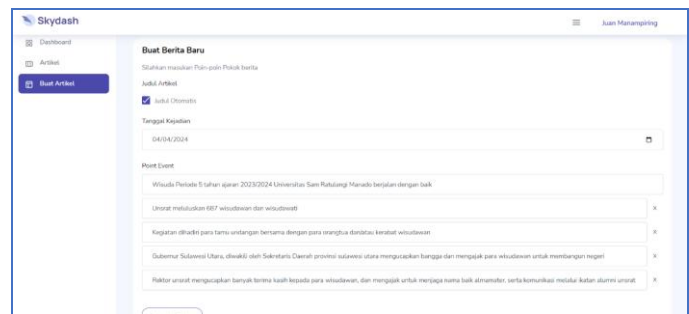 Skydash
Juan Manampiring
Dashboard
Artikel
Buat Artikel
Buat Berita Baru
Silahkan masukan Poin-poin Pokok berita
Judul Artikel
Judul Otomatis
Tanggal Kejadian
04/04/2024
Point Event
Wisuda Periode 5 tahun ajaran 2023/2024 Universitas Sam Ratulangi Manado berjalan dengan baik
Unsrat meluluskan 687 wisudawan dan wisudawati
Kegiatan dihadiri para tamu undangan bersama dengan para orangtua dan kerabat wisudawan
Gubernur Sulawesi Utara, diwakili oleh Sekretaris Daerah provinsi sulawesi utara mengucapkan bangga dan mengajak para wisudawan untuk membangun negeri
Rektor unsrat mengucapkan banyak terima kasih kepada para wisudawan, dan mengajak untuk menjaga nama baik almameter, serta komunikasi melalui ikatan alumni unsrat